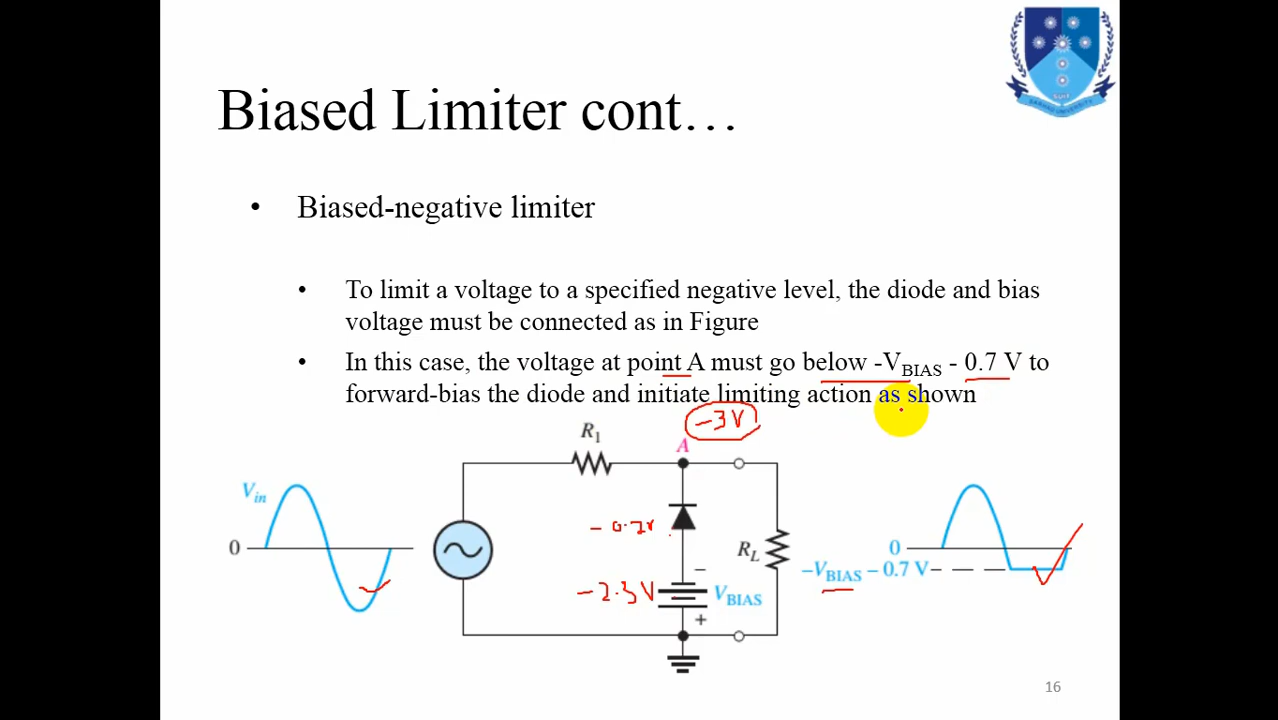 Biased Limiter cont…
• Biased-negative limiter
• To limit a voltage to a specified negative level, the diode and bias
voltage must be connected as in Figure
• In this case, the voltage at point A must go below -VBIAS - 0.7 V to
forward-bias the diode and initiate limiting action as shown
-3V
R1
A
Vin
-0.7V
0
0
RL
−
-VBIAS – 0.7 V
-2.3V
VBIAS
+
16
SUIT
SARHAD UNIVERSITY